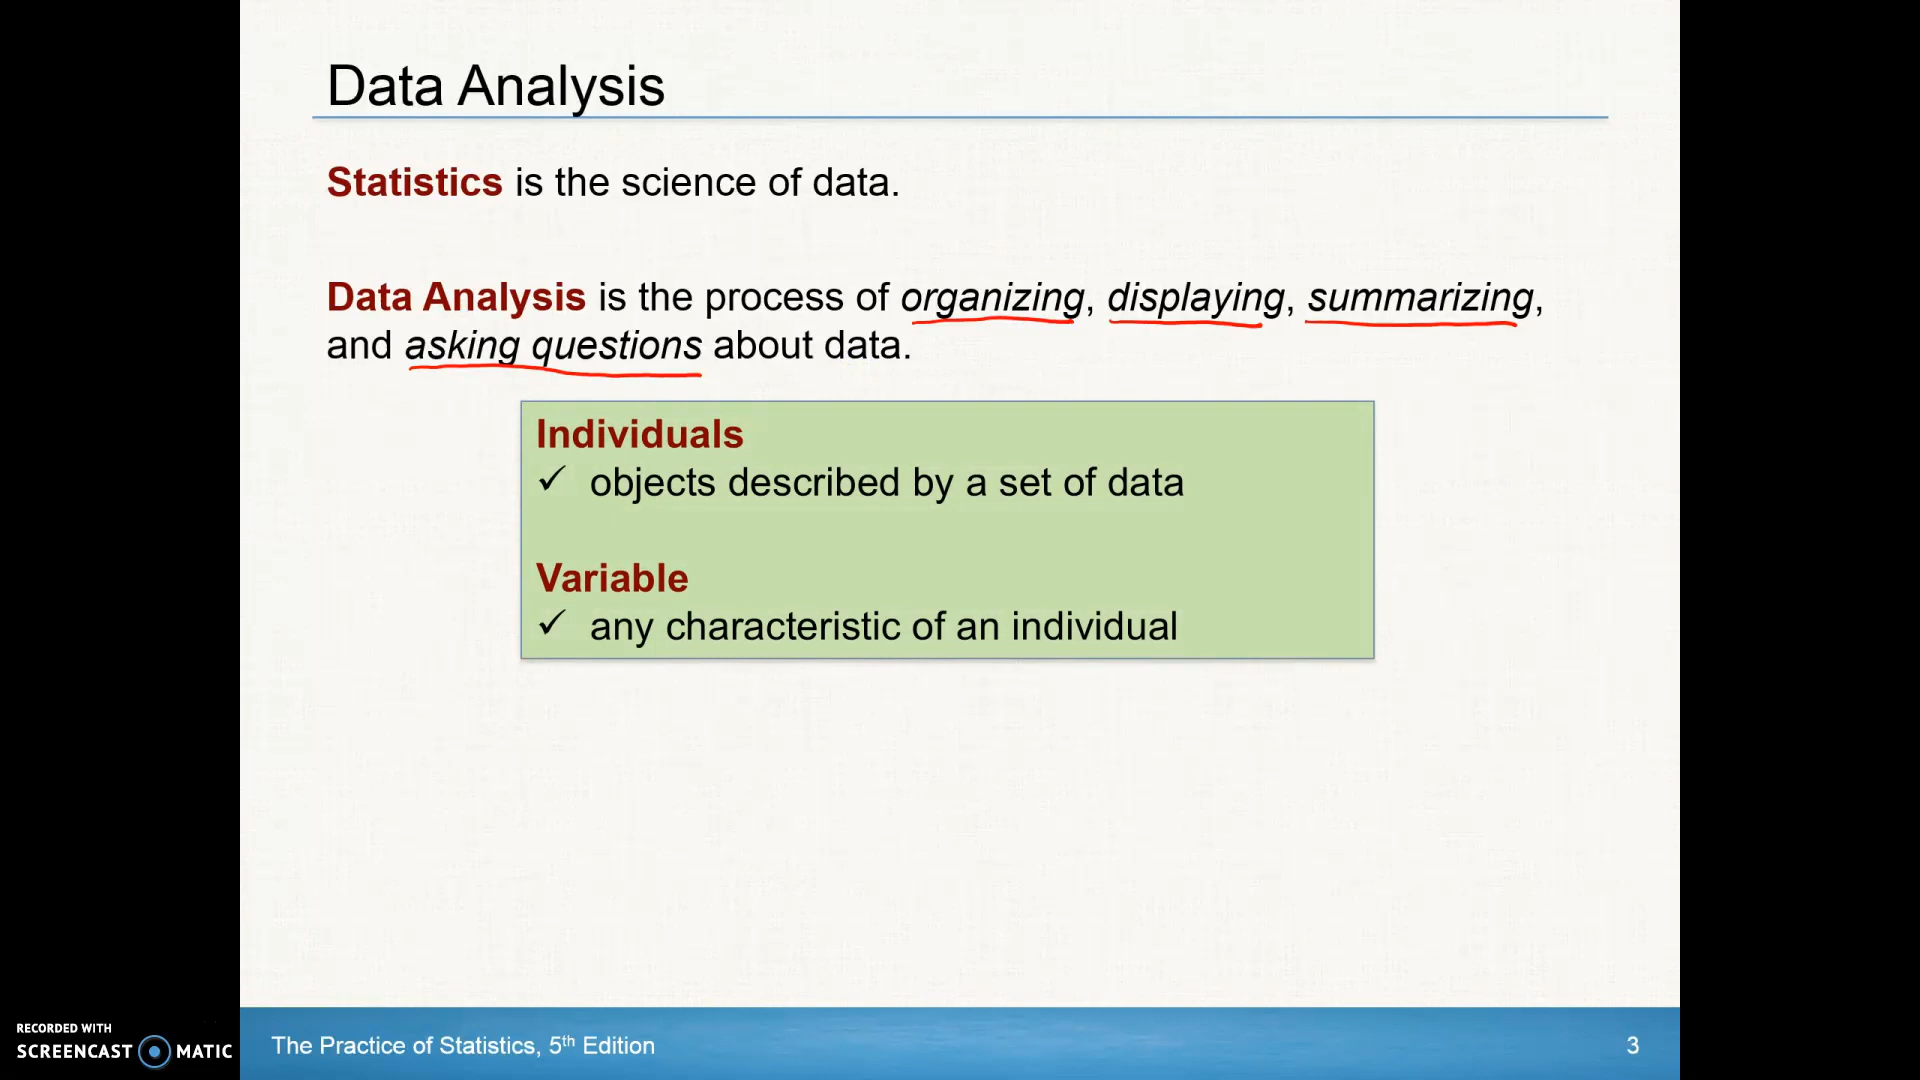 Data Analysis
Statistics is the science of data.
Data Analysis is the process of organizing, displaying, summarizing,
and asking questions about data.
Individuals
✓ objects described by a set of data
Variable
✓ any characteristic of an individual
RECORDED WITH
SCREENCAST MATIC
The Practice of Statistics, 5th Edition
3